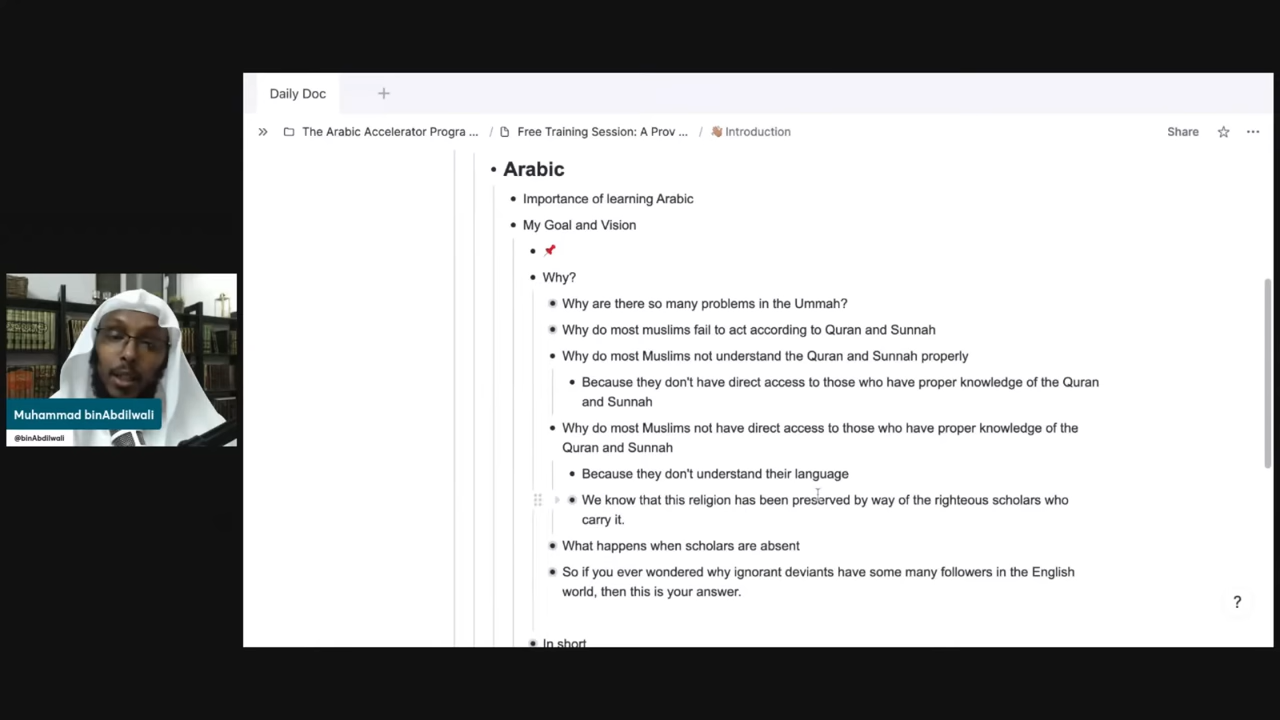 Daily Doc
The Arabic Accelerator Progra ... / Free Training Session: A Prov ... / Introduction
Share
Arabic
Importance of learning Arabic
My Goal and Vision
Why?
Why are there so many problems in the Ummah?
Why do most muslims fail to act according to Quran and Sunnah
Why do most Muslims not understand the Quran and Sunnah properly
Because they don't have direct access to those who have proper knowledge of the Quran
and Sunnah
Why do most Muslims not have direct access to those who have proper knowledge of the
Quran and Sunnah
Because they don't understand their language
We know that this religion has been preserved by way of the righteous scholars who
carry it.
What happens when scholars are absent
So if you ever wondered why ignorant deviants have some many followers in the English
world, then this is your answer.
In short
?
Muhammad binAbdilwali
@binAbdilwali